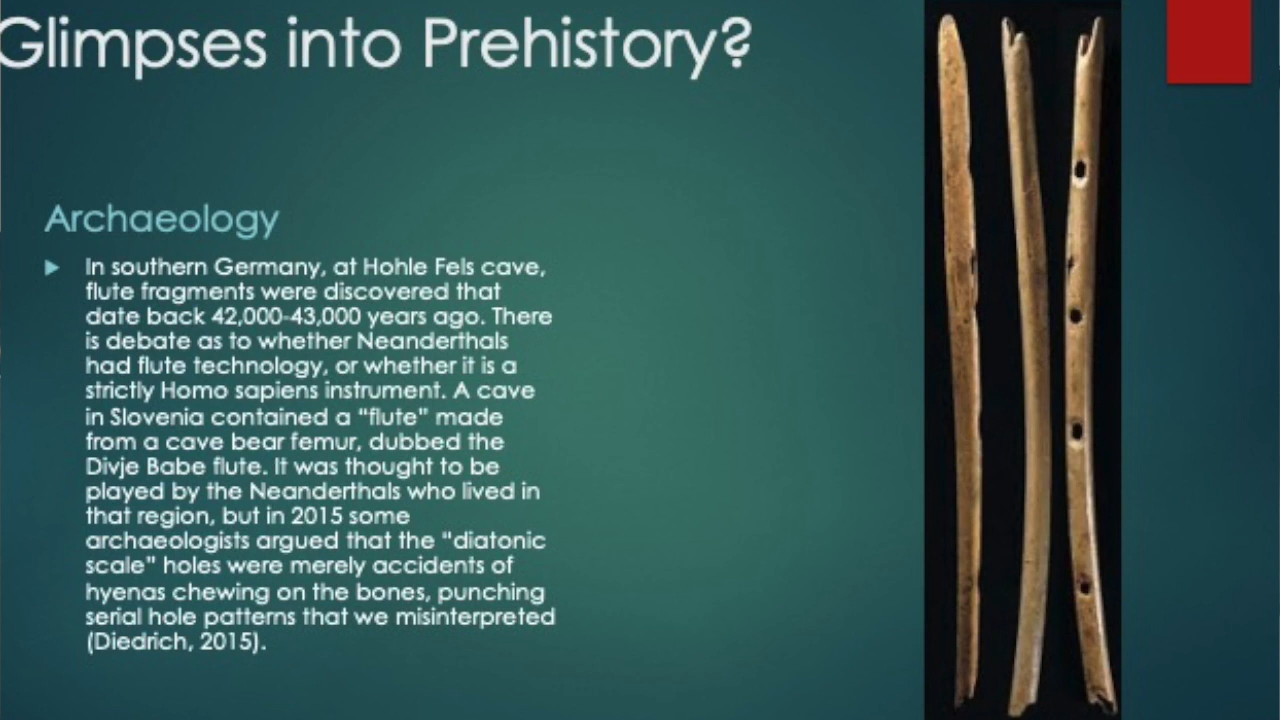 Glimpses into Prehistory?
Archaeology
In southern Germany, at Hohle Fels cave,
flute fragments were discovered that
date back 42,000-43,000 years ago. There
is debate as to whether Neanderthals
had flute technology, or whether it is a
strictly Homo sapiens instrument. A cave
in Slovenia contained a “flute” made
from a cave bear femur, dubbed the
Divje Babe flute. It was thought to be
played by the Neanderthals who lived in
that region, but in 2015 some
archaeologists argued that the “diatonic
scale” holes were merely accidents of
hyenas chewing on the bones, punching
serial hole patterns that we misinterpreted
(Diedrich, 2015).